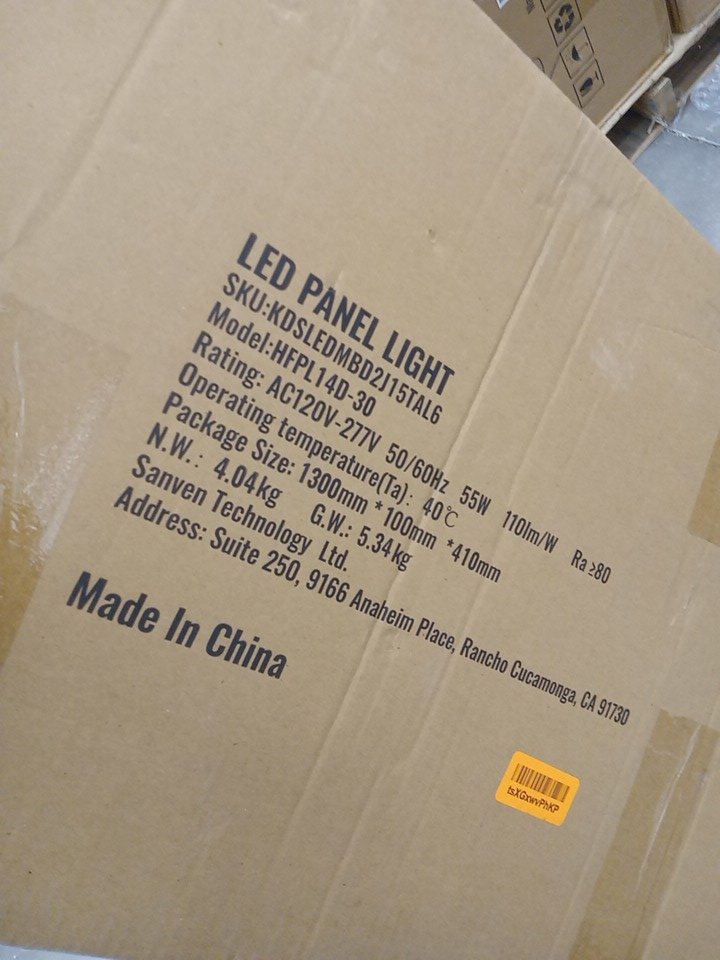 LED PANEL LIGHT
SKU:KDSLEDMBD2J15TAL6
Model:HFPL14D-30
Rating: AC120V-277V 50/60Hz 55W 110lm/W Ra≥80
Operating temperature(Ta): 40℃
Package Size: 1300mm *100mm *410mm
N.W.: 4.04kg G.W.: 5.34kg
Sanven Technology Ltd.
Address: Suite 250, 9166 Anaheim Place, Rancho Cucamonga, CA 91730
Made In China
tsXGxwvPhKP